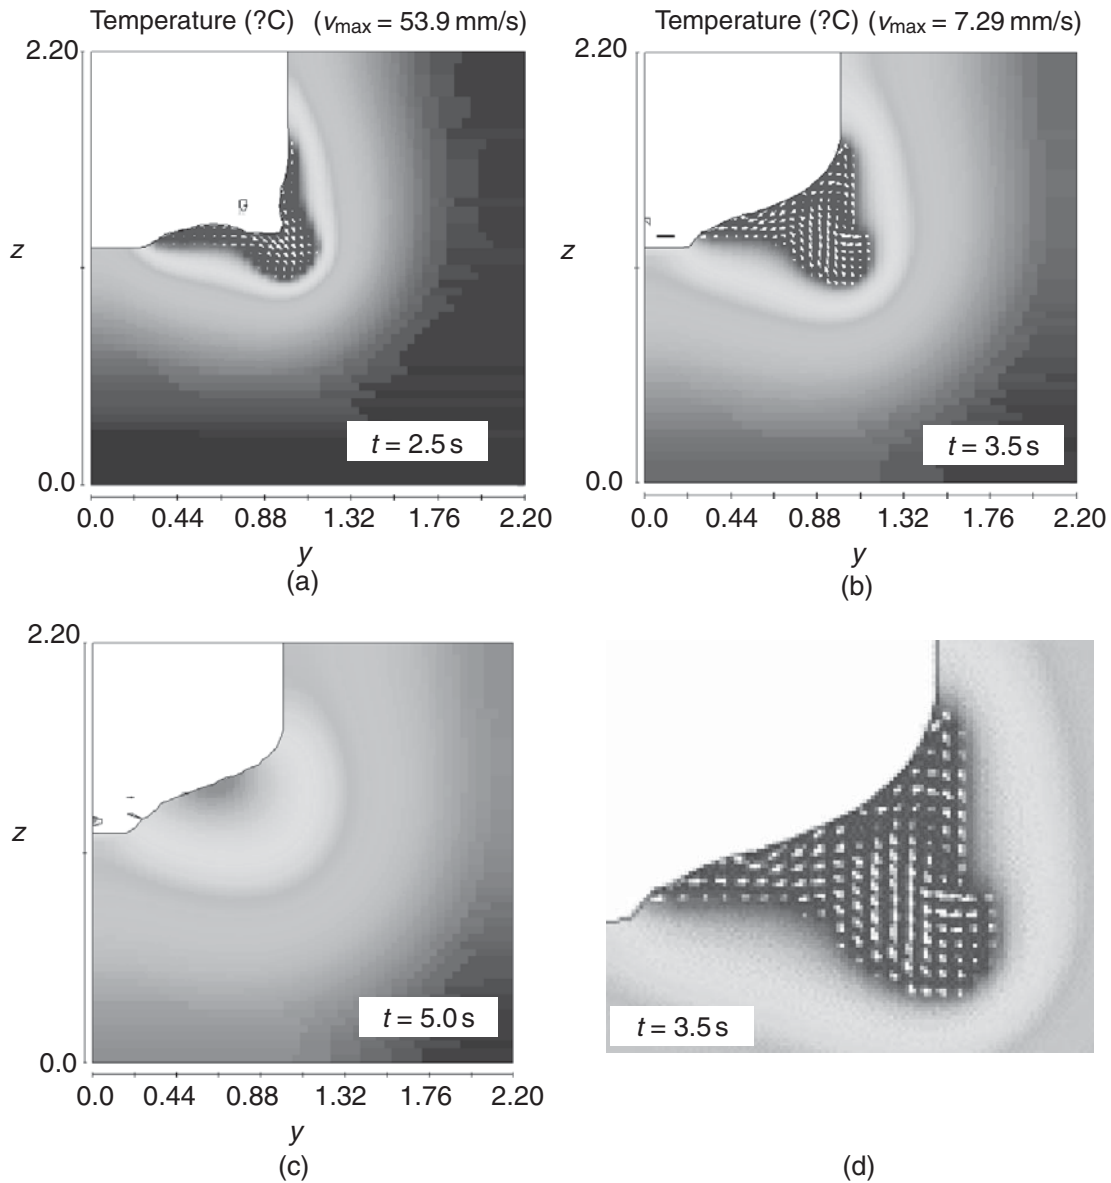 Temperature (?C) (vmax = 53.9 mm/s)
2.20
z
0.0
t = 2.5 s
0.0 0.44 0.88 1.32 1.76 2.20
y
(a)
Temperature (?C) (vmax = 7.29 mm/s)
2.20
z
0.0
t = 3.5 s
0.0 0.44 0.88 1.32 1.76 2.20
y
(b)
2.20
z
0.0
t = 5.0 s
0.0 0.44 0.88 1.32 1.76 2.20
y
(c)
t = 3.5 s
(d)